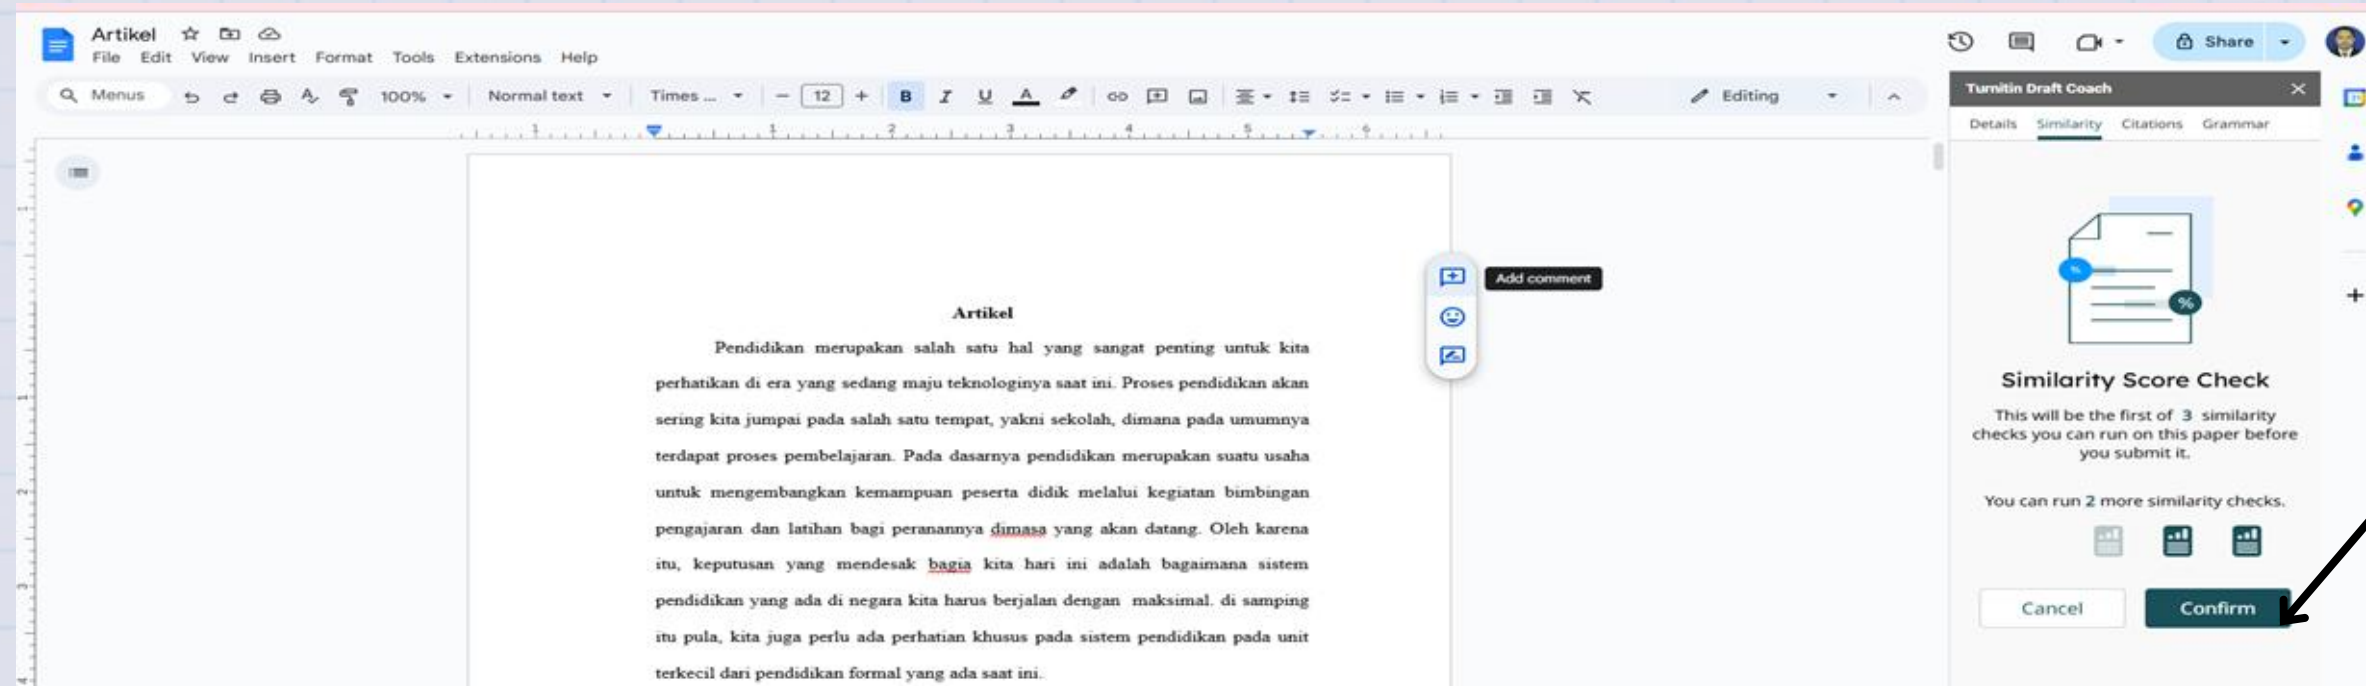 Artikel
File Edit View Insert Format Tools Extensions Help
Share
Menus 100% Normal text Times ... 12 B I U A Editing
Turnitin Draft Coach
Details Similarity Citations Grammar
1 1 2 3 4 5 6
Add comment
Artikel
Pendidikan merupakan salah satu hal yang sangat penting untuk kita
perhatikan di era yang sedang maju teknologinya saat ini. Proses pendidikan akan
sering kita jumpai pada salah satu tempat, yakni sekolah, dimana pada umumnya
terdapat proses pembelajaran. Pada dasarnya pendidikan merupakan suatu usaha
untuk mengembangkan kemampuan peserta didik melalui kegiatan bimbingan
pengajaran dan latihan bagi peranannya dimasa yang akan datang. Oleh karena
itu, keputusan yang mendesak bagia kita hari ini adalah bagaimana sistem
pendidikan yang ada di negara kita harus berjalan dengan maksimal. di samping
itu pula, kita juga perlu ada perhatian khusus pada sistem pendidikan pada unit
terkecil dari pendidikan formal yang ada saat ini.
% %
Similarity Score Check
This will be the first of 3 similarity
checks you can run on this paper before
you submit it.
You can run 2 more similarity checks.
Cancel Confirm